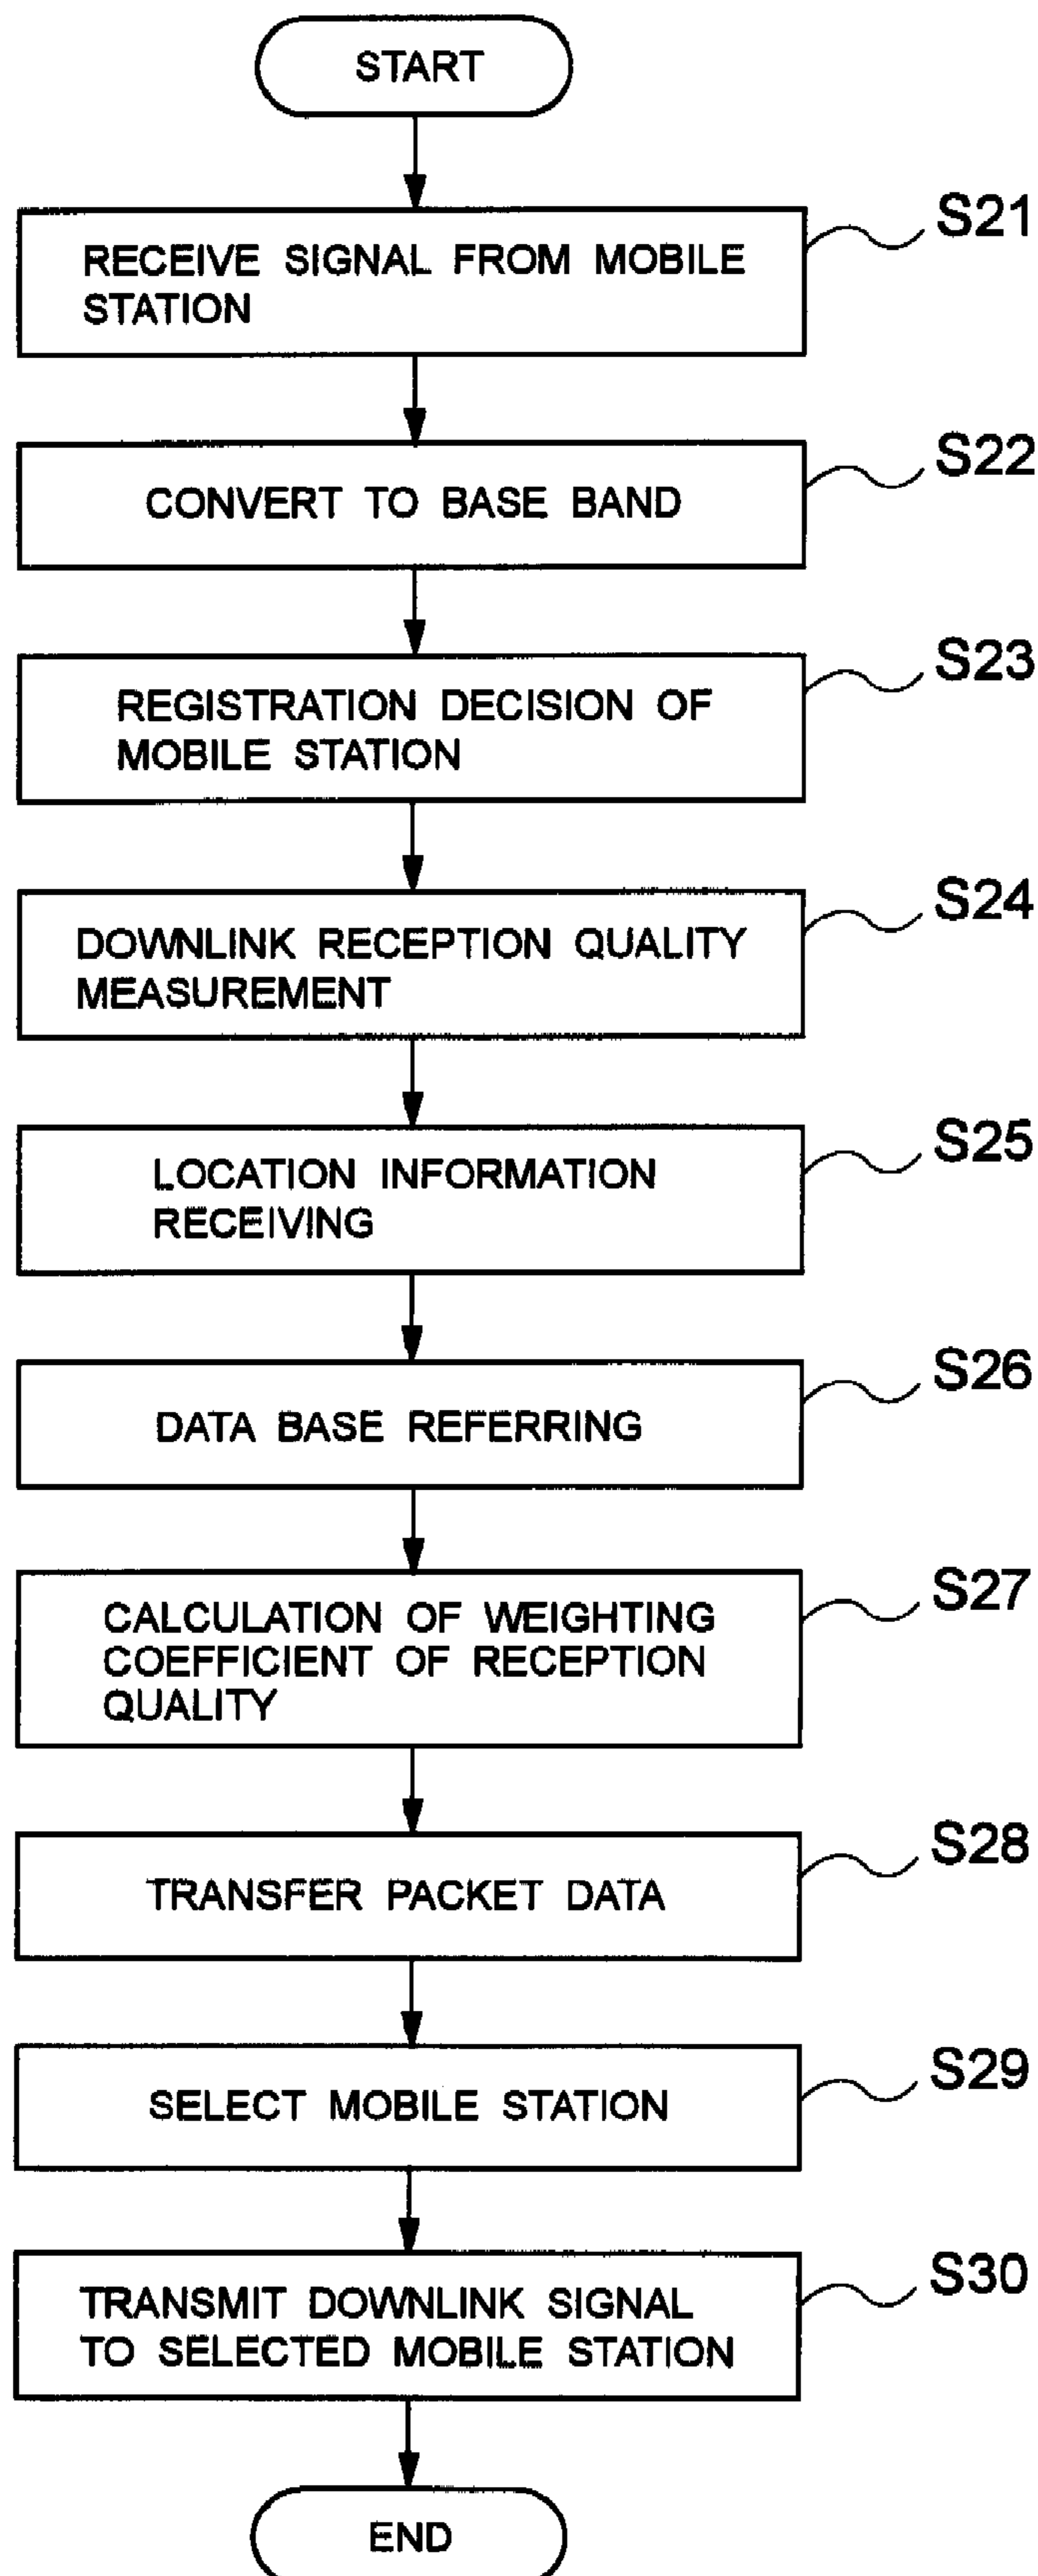 START
S21
RECEIVE SIGNAL FROM MOBILE
STATION
S22
CONVERT TO BASE BAND
S23
REGISTRATION DECISION OF
MOBILE STATION
S24
DOWNLINK RECEPTION QUALITY
MEASUREMENT
S25
LOCATION INFORMATION
RECEIVING
S26
DATA BASE REFERRING
S27
CALCULATION OF WEIGHTING
COEFFICIENT OF RECEPTION
QUALITY
S28
TRANSFER PACKET DATA
S29
SELECT MOBILE STATION
S30
TRANSMIT DOWNLINK SIGNAL
TO SELECTED MOBILE STATION
END